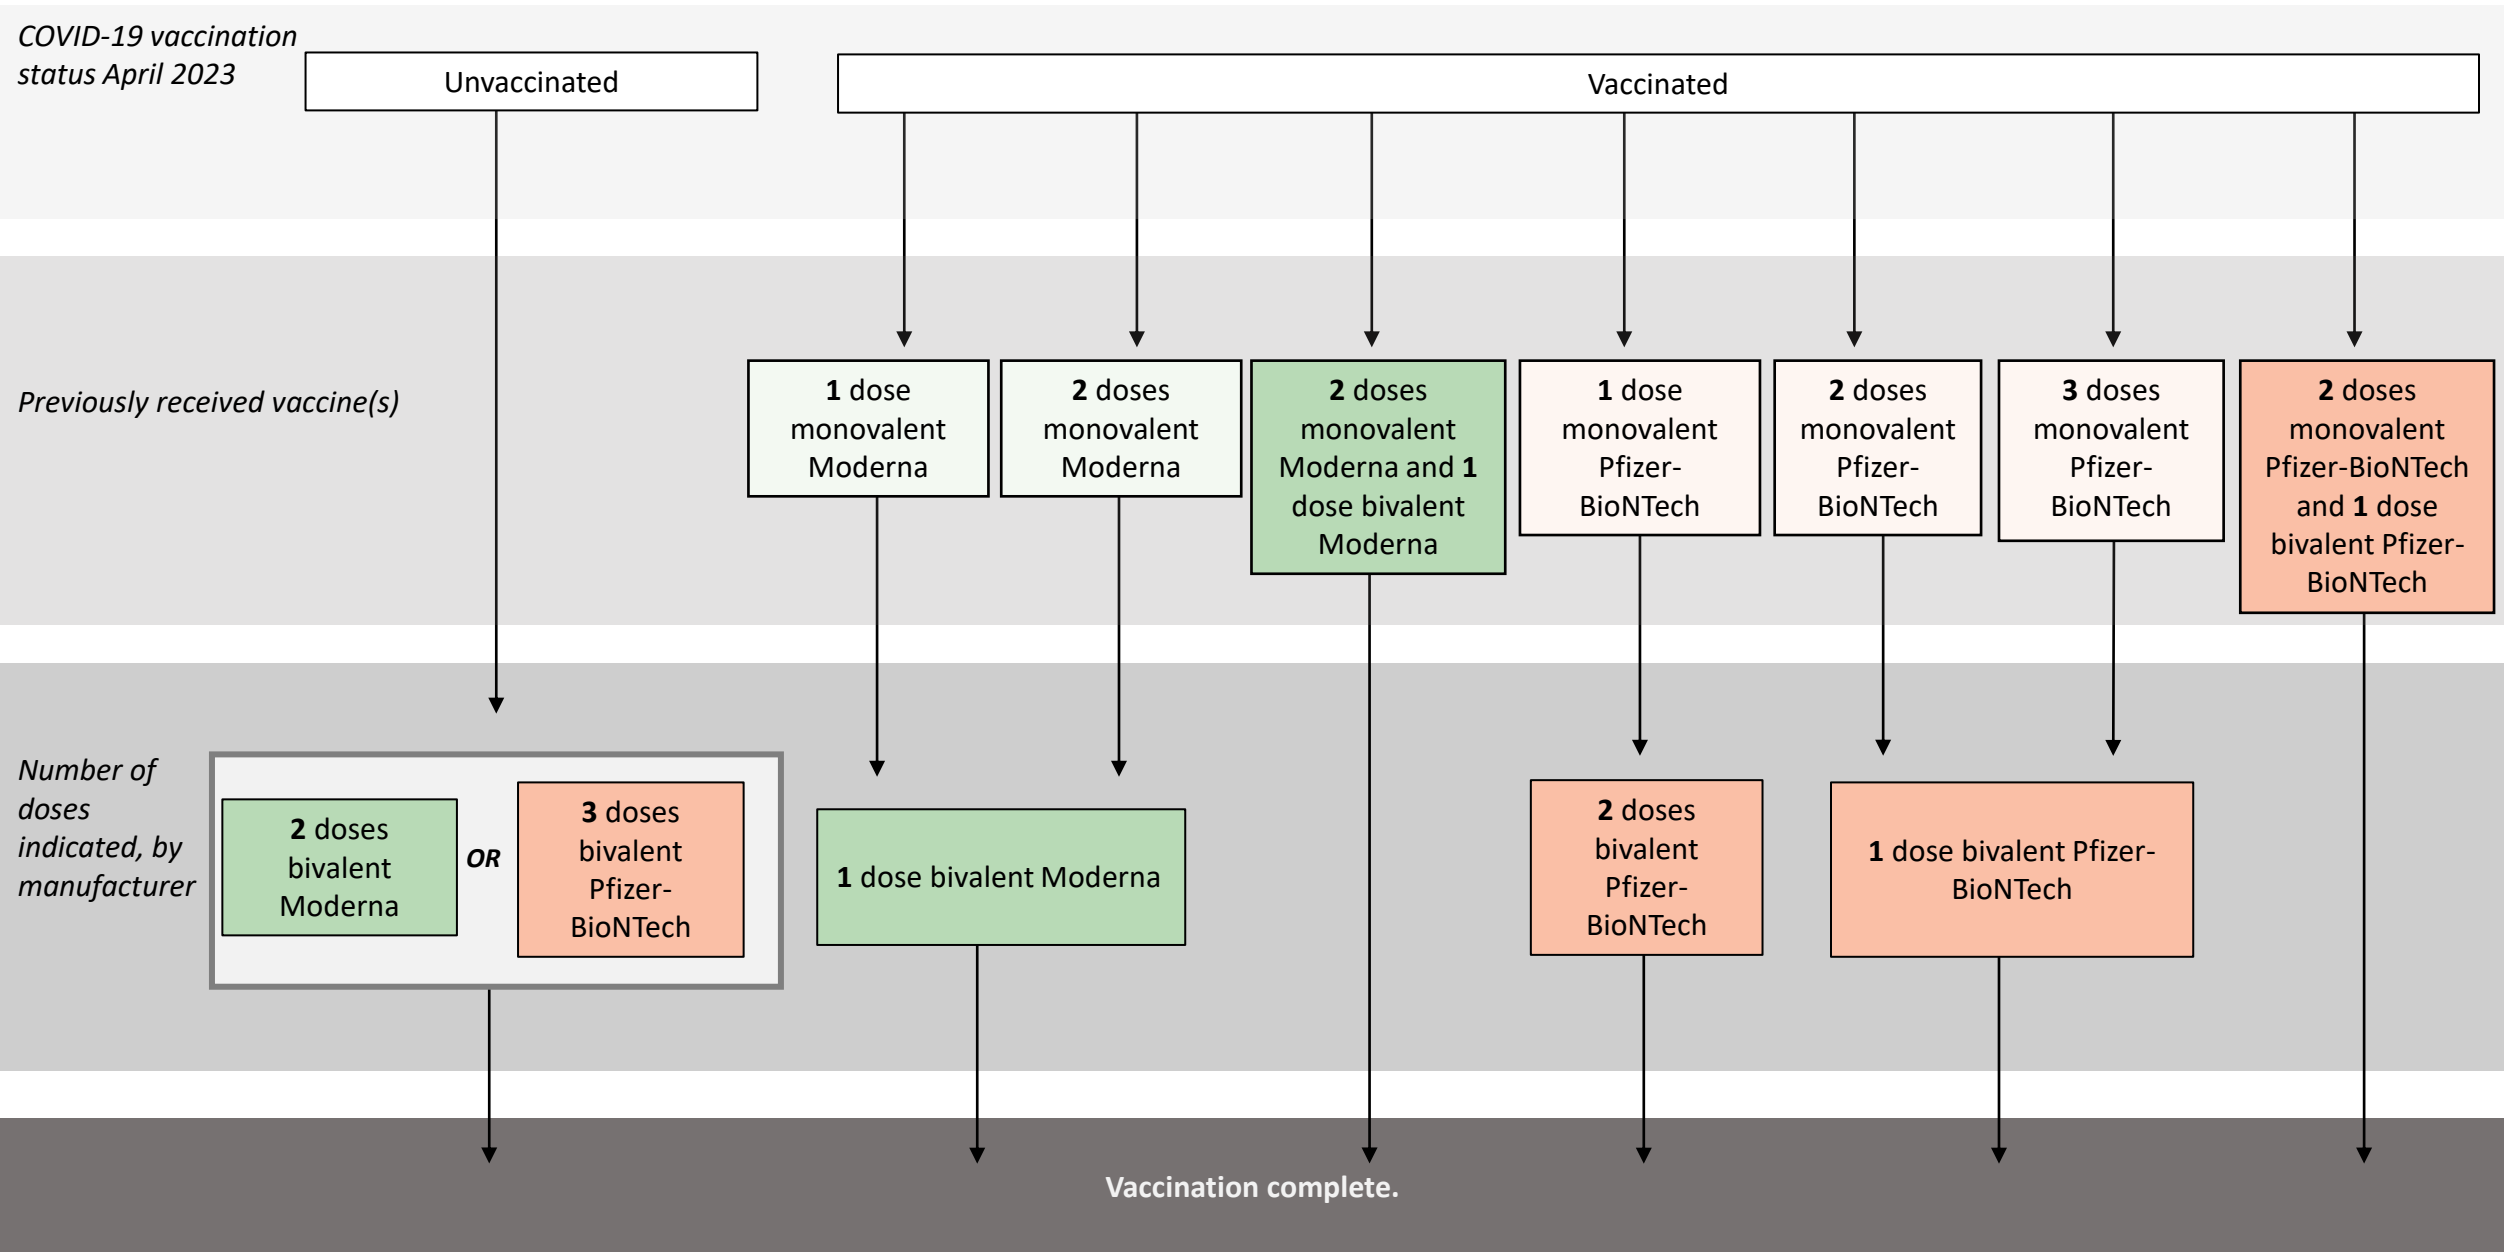 COVID-19 vaccination
status April 2023
Unvaccinated
Vaccinated
Previously received vaccine(s)
1 dose
monovalent
Moderna
2 doses
monovalent
Moderna
2 doses
monovalent
Moderna and 1
dose bivalent
Moderna
1 dose
monovalent
Pfizer-
BioNTech
2 doses
monovalent
Pfizer-
BioNTech
3 doses
monovalent
Pfizer-
BioNTech
2 doses
monovalent
Pfizer-BioNTech
and 1 dose
bivalent Pfizer-
BioNTech
Number of
doses
indicated, by
manufacturer
2 doses
bivalent
Moderna
OR
3 doses
bivalent
Pfizer-
BioNTech
1 dose bivalent Moderna
2 doses
bivalent
Pfizer-
BioNTech
1 dose bivalent Pfizer-
BioNTech
Vaccination complete.